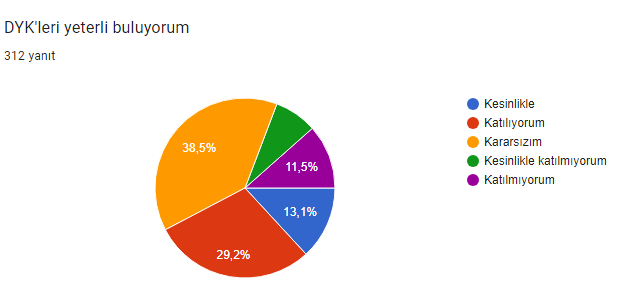 DYK'leri yeterli buluyorum
312 yanıt
38,5%
11,5%
13,1%
29,2%
Kesinlikle
Katılıyorum
Kararsızım
Kesinlikle katılmıyorum
Katılmıyorum